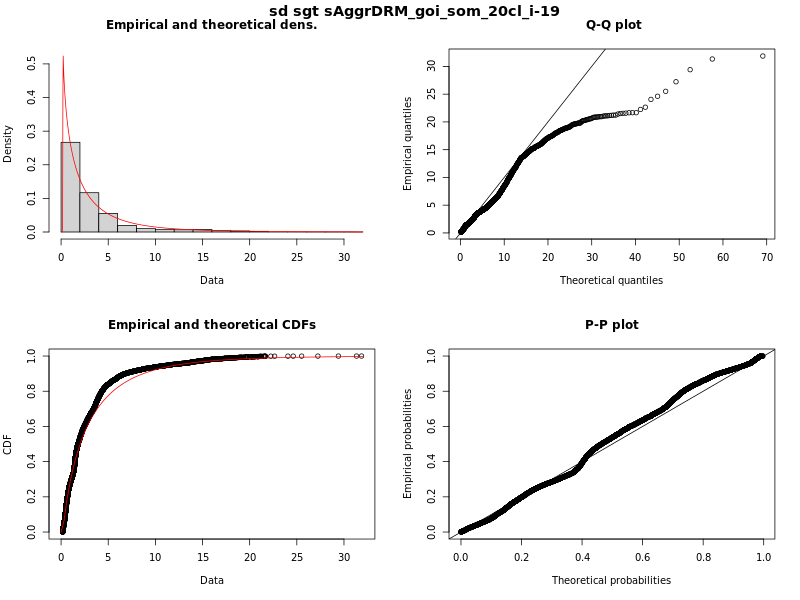 sd sgt sAggrDRM_goi_som_20cl_i-19
Empirical and theoretical dens.
Density
0.0 0.1 0.2 0.3 0.4 0.5
0 5 10 15 20 25 30
Data
Q-Q plot
Empirical quantiles
0 5 10 15 20 25 30
0 10 20 30 40 50 60 70
Theoretical quantiles
Empirical and theoretical CDFs
CDF
0.0 0.2 0.4 0.6 0.8 1.0
0 5 10 15 20 25 30
Data
P-P plot
Empirical probabilities
0.0 0.2 0.4 0.6 0.8 1.0
0.0 0.2 0.4 0.6 0.8 1.0
Theoretical probabilities